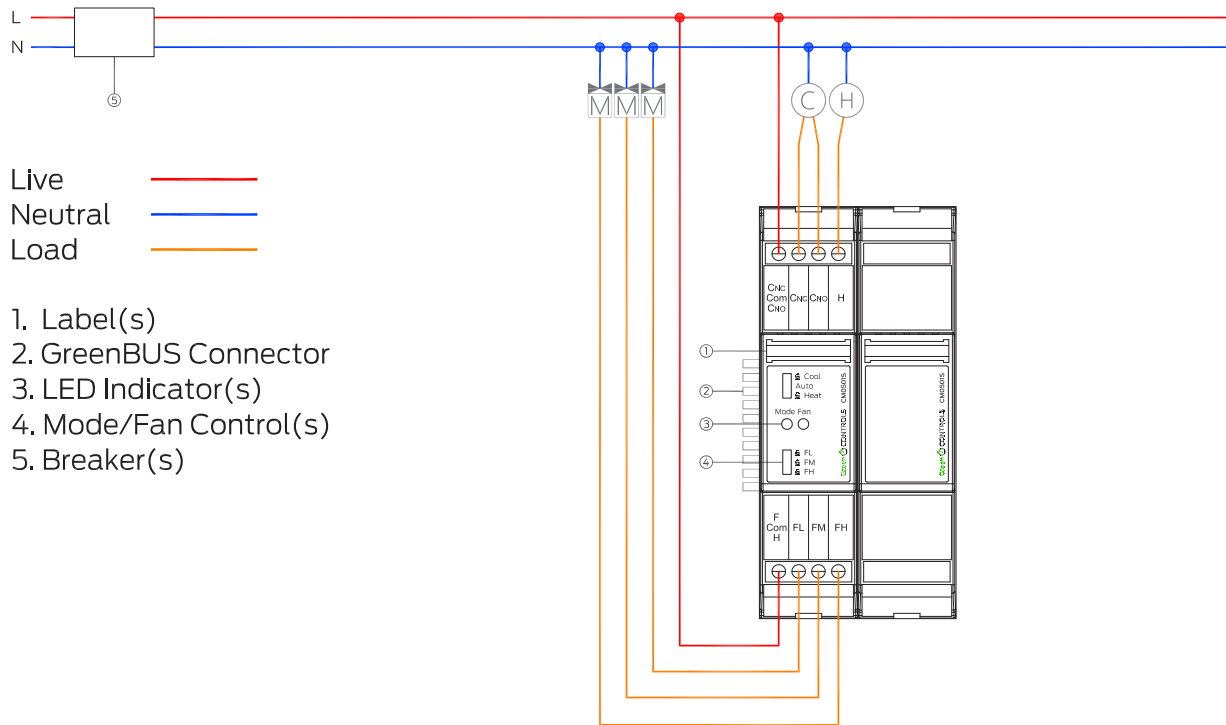 L
N
⑤
M M M
C H
Live
Neutral
Load
1. Label(s)
2. GreenBUS Connector
3. LED Indicator(s)
4. Mode/Fan Control(s)
5. Breaker(s)
CNC
Com
CNO
CNC
CNO
H
①
②
③
④
Cool
Auto
Heat
Mode Fan
FL
FM
FH
Green CONTROLS CM0501S
Green CONTROLS CM0501S
F
Com
H
FL
FM
FH